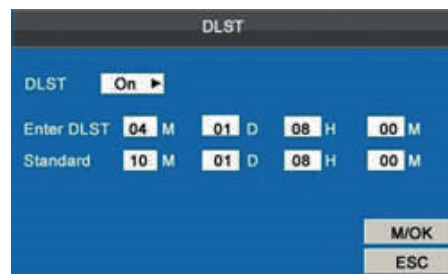 DLST
DLST On
Enter DLST 04 M 01 D 08 H 00 M
Standard 10 M 01 D 08 H 00 M
M/OK
ESC